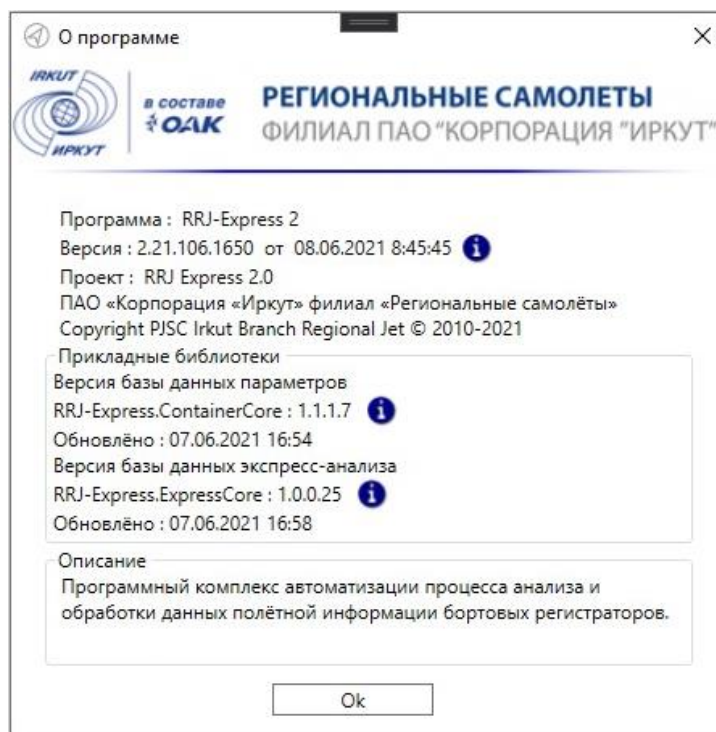 О программе
IRKUT
ИРКУТ
в составе
ОАК
РЕГИОНАЛЬНЫЕ САМОЛЕТЫ
ФИЛИАЛ ПАО "КОРПОРАЦИЯ "ИРКУТ"
Программа : RRJ-Express 2
Версия : 2.21.106.1650 от 08.06.2021 8:45:45
Проект : RRJ Express 2.0
ПАО «Корпорация «Иркут» филиал «Региональные самолёты»
Copyright PJSC Irkut Branch Regional Jet © 2010-2021
Прикладные библиотеки
Версия базы данных параметров
RRJ-Express.ContainerCore : 1.1.1.7
Обновлёно : 07.06.2021 16:54
Версия базы данных экспресс-анализа
RRJ-Express.ExpressCore : 1.0.0.25
Обновлёно : 07.06.2021 16:58
Описание
Программный комплекс автоматизации процесса анализа и
обработки данных полётной информации бортовых регистраторов.
Ok